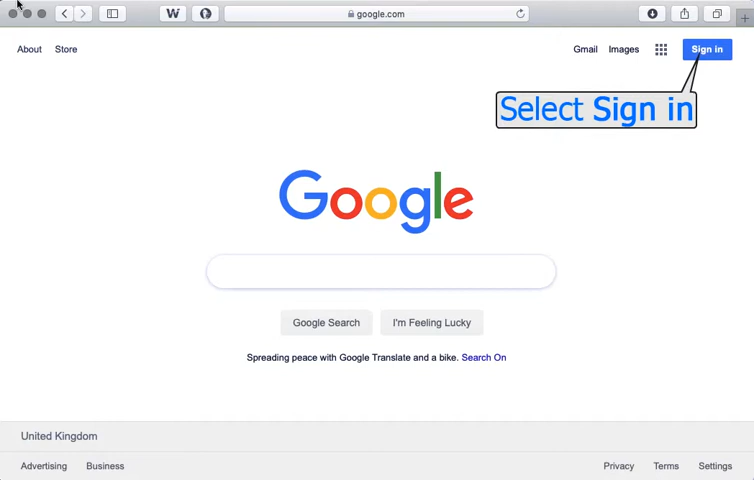 W
google.com
About Store Gmail Images Sign in
Select Sign in
Google
Google Search I'm Feeling Lucky
Spreading peace with Google Translate and a bike. Search On
United Kingdom
Advertising Business Privacy Terms Settings